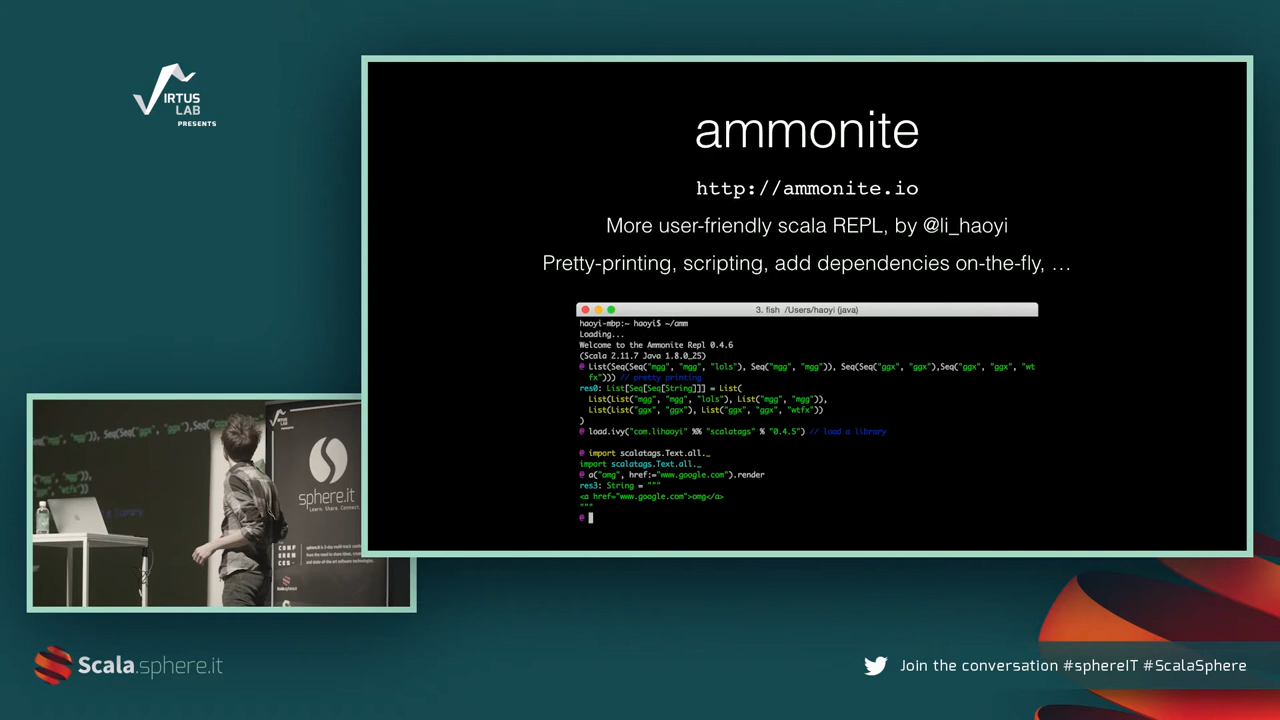 VIRTUS
LAB
PRESENTS
ammonite
http://ammonite.io
More user-friendly scala REPL, by @li_haoyi
Pretty-printing, scripting, add dependencies on-the-fly, …
3. fish /Users/haoyi (java)
haoyi-mbp:~ haoyi$ ~/amm
Loading...
Welcome to the Ammonite Repl 0.4.6
(Scala 2.11.7 Java 1.8.0_25)
@ List(Seq(Seq("mgg", "mgg", "lols"), Seq("mgg", "mgg")), Seq(Seq("ggx", "ggx"),Seq("ggx", "ggx", "wt
fx"))) // pretty printing
res0: List[Seq[Seq[String]]] = List(
List(List("mgg", "mgg", "lols"), List("mgg", "mgg")),
List(List("ggx", "ggx"), List("ggx", "ggx", "wtfx"))
)
@ load.ivy("com.lihaoyi" %% "scalatags" % "0.4.5") // load a library
@ import scalatags.Text.all._
import scalatags.Text.all._
@ a("omg", href:="www.google.com").render
res3: String = """
<a href="www.google.com">omg</a>
"""
@
sphere.it
Learn. Share. Connect.
Scala.sphere.it
Join the conversation #sphereIT #ScalaSphere